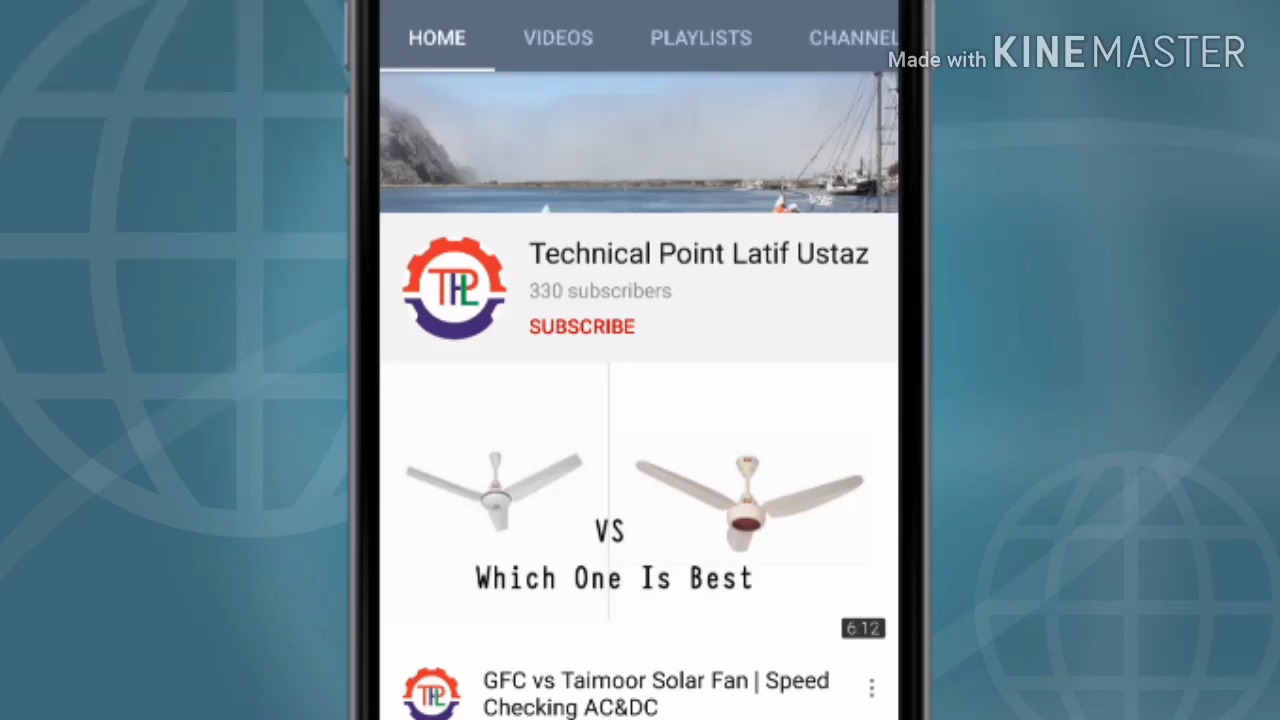 HOME VIDEOS PLAYLISTS CHANNEL
Made with KINEMASTER
Technical Point Latif Ustaz
330 subscribers
SUBSCRIBE
VS
Which One Is Best
6:12
GFC vs Taimoor Solar Fan | Speed
Checking AC&DC